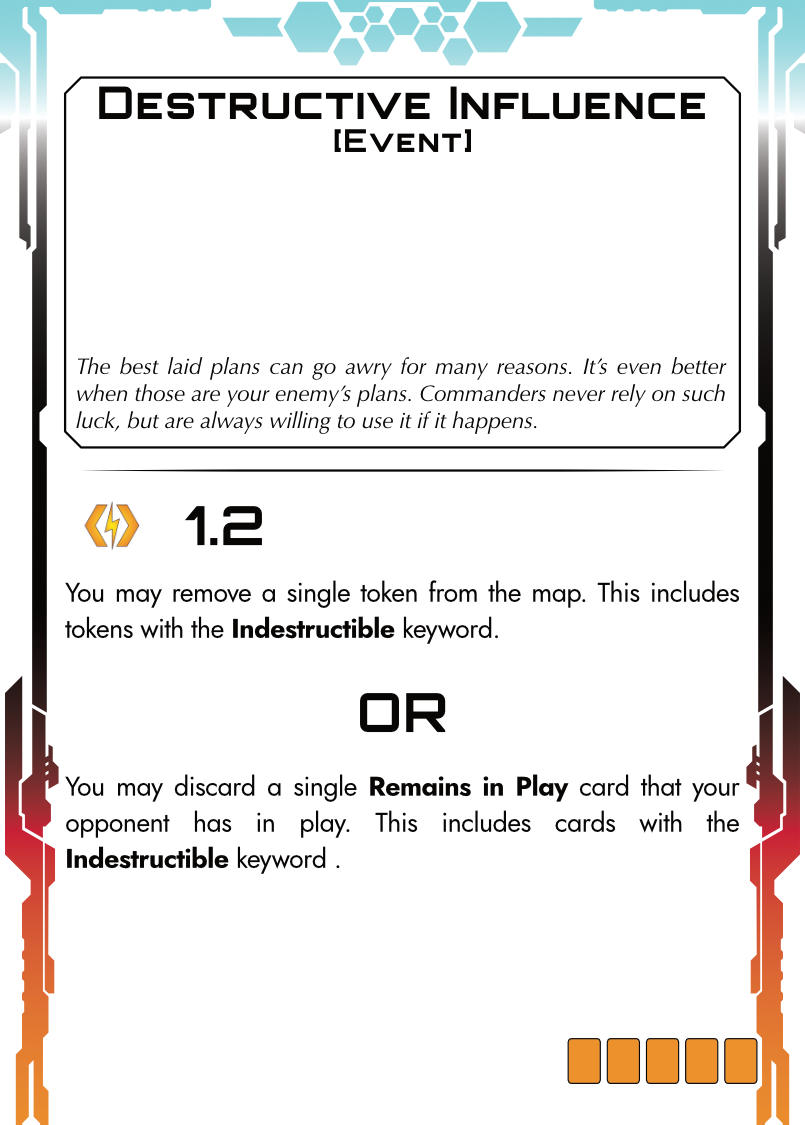 Destructive Influence
[Event]
The best laid plans can go awry for many reasons. It’s even better
when those are your enemy’s plans. Commanders never rely on such
luck, but are always willing to use it if it happens.
1.2
You may remove a single token from the map. This includes
tokens with the Indestructible keyword.
OR
You may discard a single Remains in Play card that your
opponent has in play. This includes cards with the
Indestructible keyword .